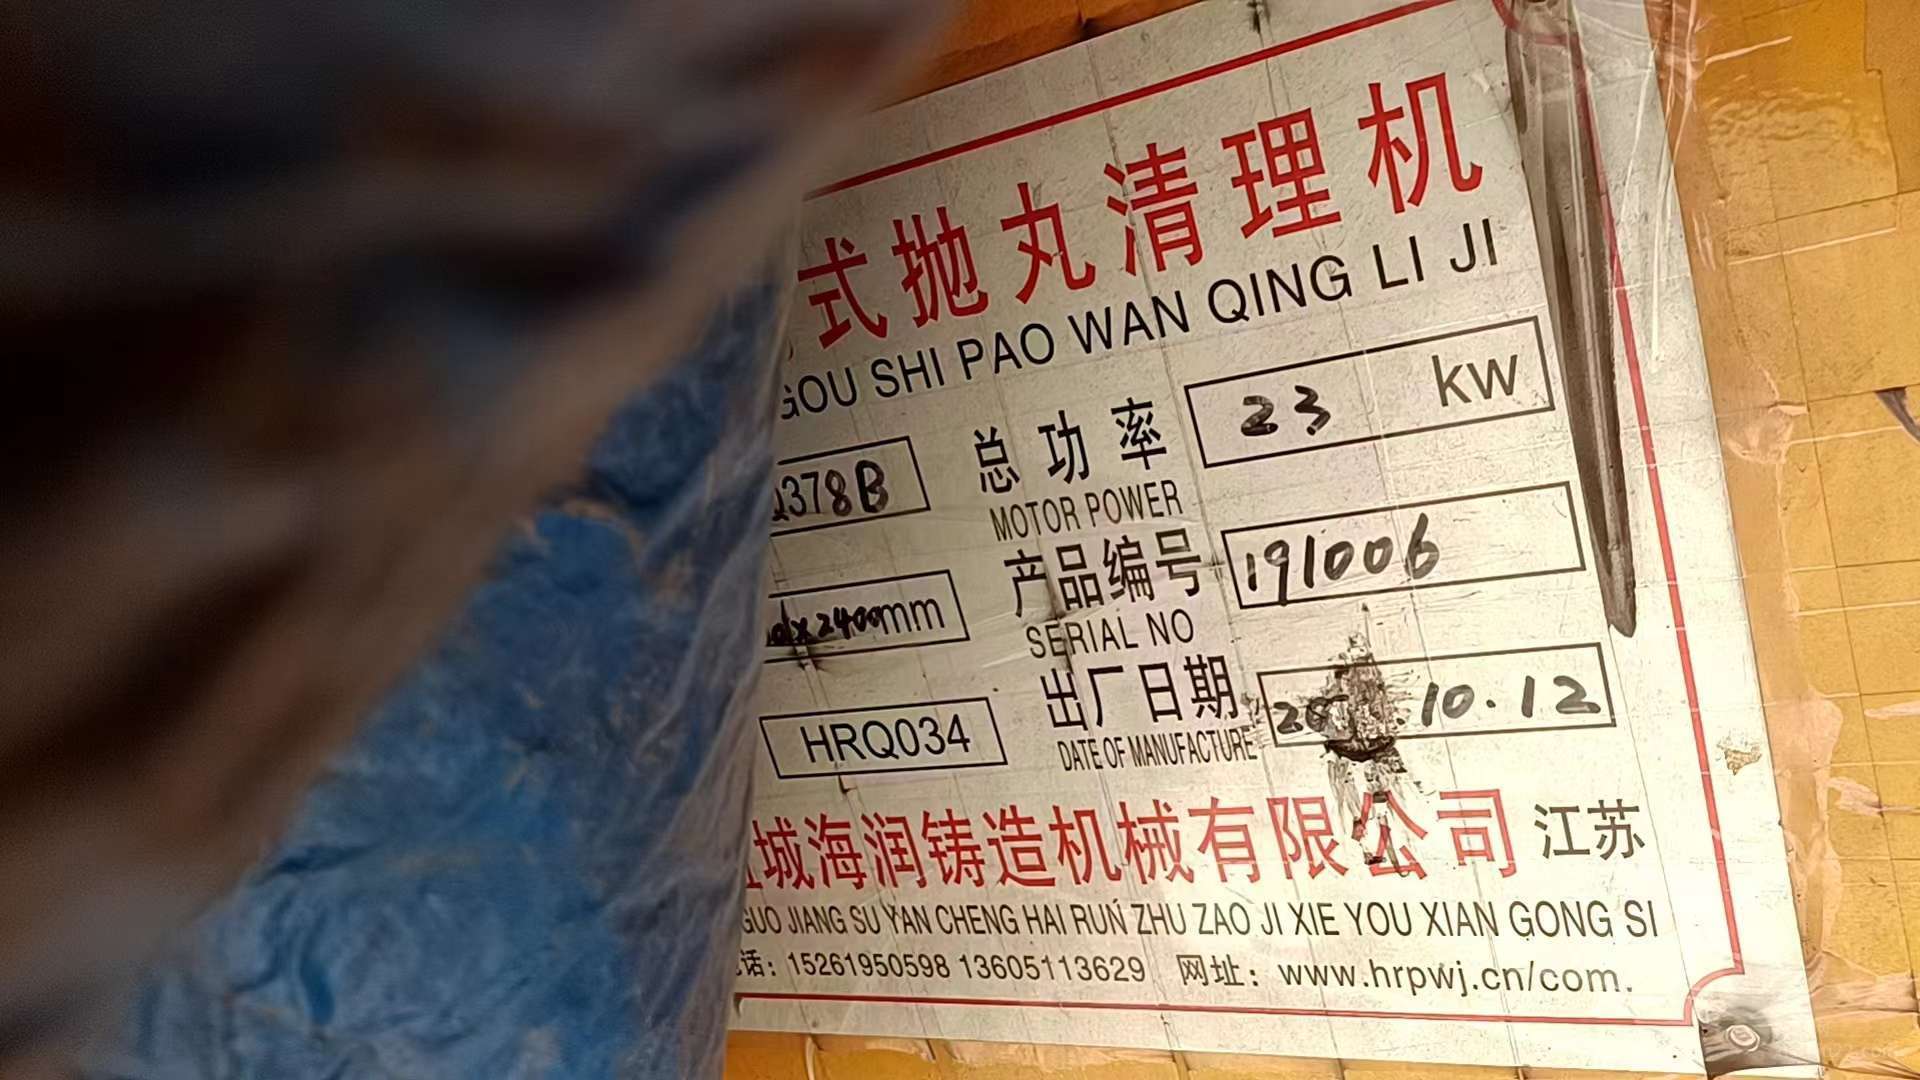 式抛丸清理机
GOU SHI PAO WAN QING LI JI
Q378B 总功率 23 kw
MOTOR POWER
x2400mm 产品编号 191006
SERIAL NO
HRQ034 出厂日期 .10.12
DATE OF MANUFACTURE
城海润铸造机械有限公司 江苏
GUO JIANG SU YAN CHENG HAI RUN ZHU ZAO JI XIE YOU XIAN GONG SI
话：15261950598 13605113629 网址：www.hrpwj.cn/com.